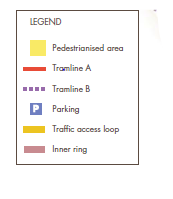 LEGEND
Pedestrianised area
Tramline A
Tramline B
P Parking
Traffic access loop
Inner ring